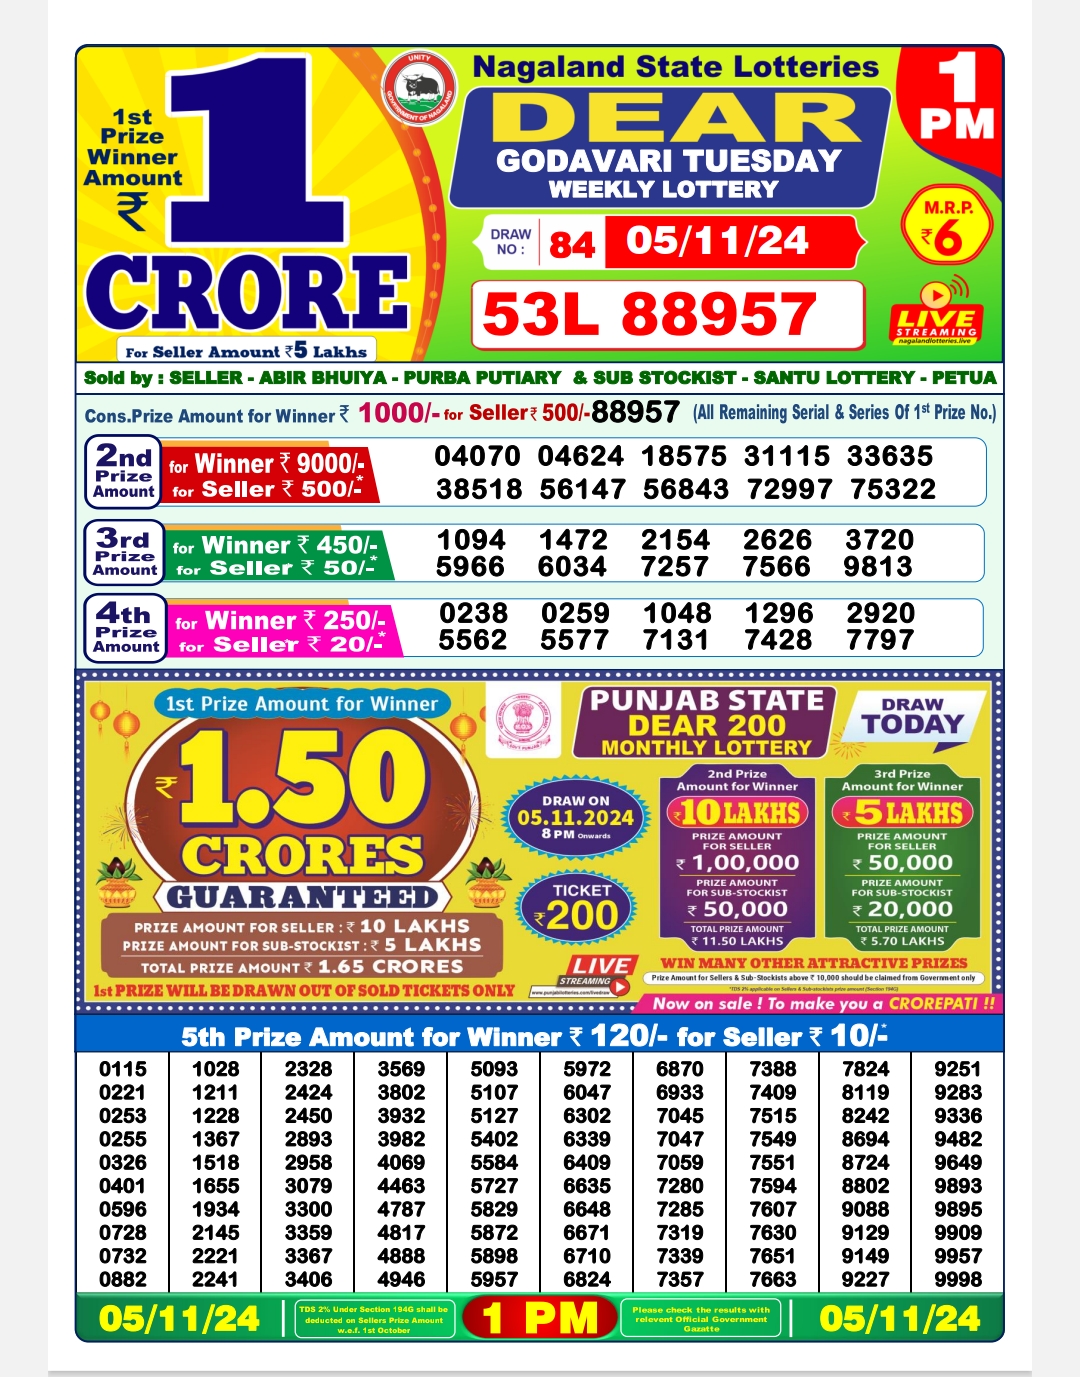 1st
Prize
Winner
Amount
₹
1
CRORE
For Seller Amount ₹5 Lakhs
UNITY
GOVERNMENT OF NAGALAND
Nagaland State Lotteries
DEAR
GODAVARI TUESDAY
WEEKLY LOTTERY
1
PM
DRAW
NO :
84
05/11/24
M.R.P.
₹6
53L 88957
LIVE
STREAMING
nagalandlotteries.live
Sold by : SELLER - ABIR BHUIYA - PURBA PUTIARY & SUB STOCKIST - SANTU LOTTERY - PETUA
Cons.Prize Amount for Winner ₹ 1000/- for Seller ₹ 500/- 88957 (All Remaining Serial & Series Of 1st Prize No.)
2nd
Prize
Amount
for Winner ₹ 9000/-
for Seller ₹ 500/-*
04070 04624 18575 31115 33635
38518 56147 56843 72997 75322
3rd
Prize
Amount
for Winner ₹ 450/-
for Seller ₹ 50/-*
1094 1472 2154 2626 3720
5966 6034 7257 7566 9813
4th
Prize
Amount
for Winner ₹ 250/-
for Seller ₹ 20/-*
0238 0259 1048 1296 2920
5562 5577 7131 7428 7797
1st Prize Amount for Winner
₹1.50
CRORES
GUARANTEED
PRIZE AMOUNT FOR SELLER : ₹ 10 LAKHS
PRIZE AMOUNT FOR SUB-STOCKIST : ₹ 5 LAKHS
TOTAL PRIZE AMOUNT ₹ 1.65 CRORES
1st PRIZE WILL BE DRAWN OUT OF SOLD TICKETS ONLY
PUNJAB STATE
DEAR 200
MONTHLY LOTTERY
DRAW
TODAY
DRAW ON
05.11.2024
8 PM Onwards
TICKET
₹200
2nd Prize
Amount for Winner
₹10 LAKHS
PRIZE AMOUNT
FOR SELLER
₹ 1,00,000
PRIZE AMOUNT
FOR SUB-STOCKIST
₹ 50,000
TOTAL PRIZE AMOUNT
₹ 11.50 LAKHS
3rd Prize
Amount for Winner
₹5 LAKHS
PRIZE AMOUNT
FOR SELLER
₹ 50,000
PRIZE AMOUNT
FOR SUB-STOCKIST
₹ 20,000
TOTAL PRIZE AMOUNT
₹ 5.70 LAKHS
LIVE
STREAMING
www.punjablotteries.com/livedraw
WIN MANY OTHER ATTRACTIVE PRIZES
Prize Amount for Sellers & Sub-Stockists above ₹ 10,000 should be claimed from Government only
*TDS 2% applicable on Sellers & Sub-stockists prize amount (Section 194G)
Now on sale ! To make you a CROREPATI !!
5th Prize Amount for Winner ₹ 120/- for Seller ₹ 10/-*
0115 1028 2328 3569 5093 5972 6870 7388 7824 9251
0221 1211 2424 3802 5107 6047 6933 7409 8119 9283
0253 1228 2450 3932 5127 6302 7045 7515 8242 9336
0255 1367 2893 3982 5402 6339 7047 7549 8694 9482
0326 1518 2958 4069 5584 6409 7059 7551 8724 9649
0401 1655 3079 4463 5727 6635 7280 7594 8802 9893
0596 1934 3300 4787 5829 6648 7285 7607 9088 9895
0728 2145 3359 4817 5872 6671 7319 7630 9129 9909
0732 2221 3367 4888 5898 6710 7339 7651 9149 9957
0882 2241 3406 4946 5957 6824 7357 7663 9227 9998
05/11/24
TDS 2% Under Section 194G shall be
deducted on Sellers Prize Amount
w.e.f. 1st October
1 PM
Please check the results with
relevent Official Government
Gazatte
05/11/24